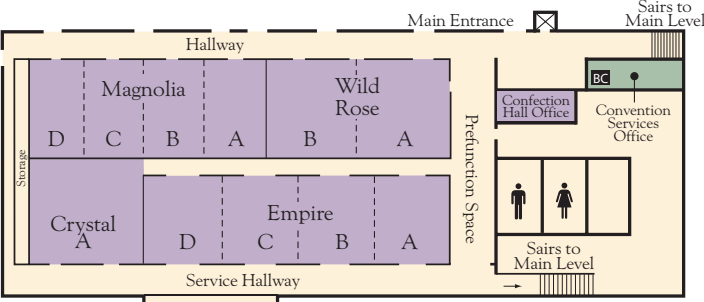 Sairs to
Main Level
Main Entrance
Hallway
Magnolia
D C B A
Wild
Rose
B A
BC
Confection
Hall Office
Convention
Services
Office
Storage
Prefunction Space
Crystal
A
Empire
D C B A
Sairs to
Main Level
Service Hallway